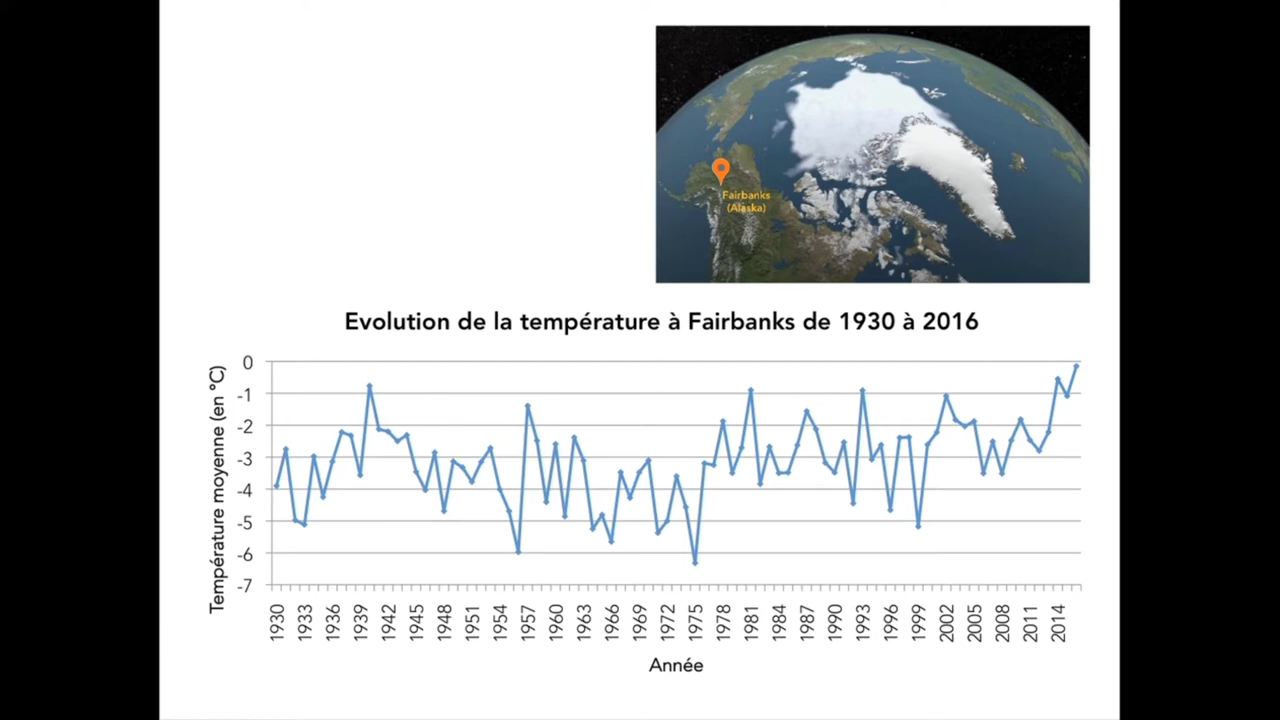 Fairbanks
(Alaska)
Evolution de la température à Fairbanks de 1930 à 2016
Température moyenne (en °C)
0
-1
-2
-3
-4
-5
-6
-7
1930 1933 1936 1939 1942 1945 1948 1951 1954 1957 1960 1963 1966 1969 1972 1975 1978 1981 1984 1987 1990 1993 1996 1999 2002 2005 2008 2011 2014
Année